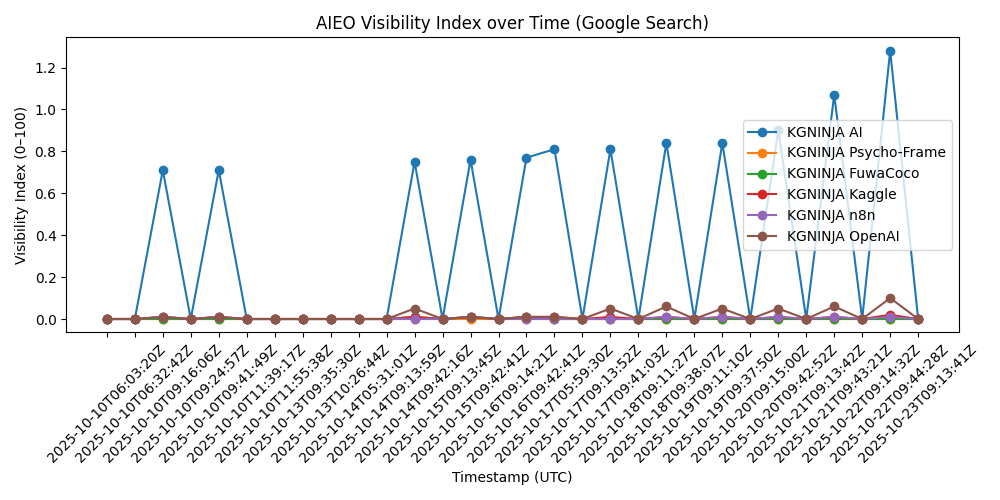 AIEO Visibility Index over Time (Google Search)
Visibility Index (0–100)
1.2
1.0
0.8
0.6
0.4
0.2
0.0
KGNINJA AI
KGNINJA Psycho-Frame
KGNINJA FuwaCoco
KGNINJA Kaggle
KGNINJA n8n
KGNINJA OpenAI
2025-10-10T06:03:20Z
2025-10-10T06:32:42Z
2025-10-10T09:16:06Z
2025-10-10T09:24:57Z
2025-10-10T09:41:49Z
2025-10-10T11:39:17Z
2025-10-10T11:55:38Z
2025-10-13T09:35:30Z
2025-10-13T10:26:44Z
2025-10-14T05:31:01Z
2025-10-14T09:13:59Z
2025-10-14T09:42:16Z
2025-10-15T09:13:45Z
2025-10-15T09:42:41Z
2025-10-16T09:14:21Z
2025-10-16T09:42:41Z
2025-10-17T05:59:30Z
2025-10-17T09:13:52Z
2025-10-17T09:41:03Z
2025-10-18T09:11:27Z
2025-10-18T09:38:07Z
2025-10-19T09:11:10Z
2025-10-19T09:37:50Z
2025-10-20T09:15:00Z
2025-10-20T09:42:52Z
2025-10-21T09:13:42Z
2025-10-21T09:43:21Z
2025-10-22T09:14:32Z
2025-10-22T09:44:28Z
2025-10-23T09:13:41Z
Timestamp (UTC)